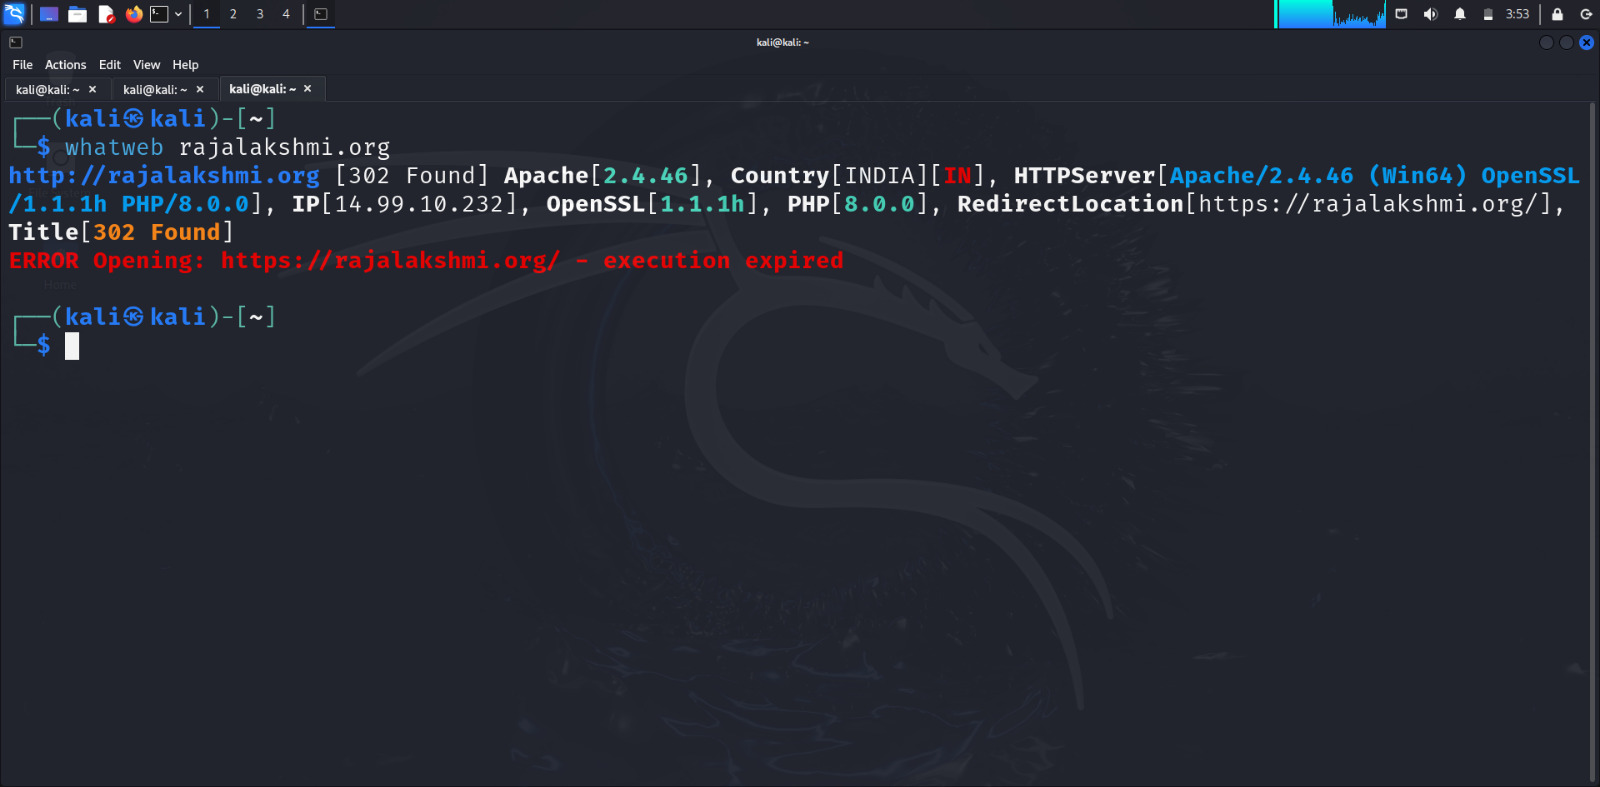 1 2 3 4 3:53
kali@kali: ~
File Actions Edit View Help
kali@kali: ~ × kali@kali: ~ × kali@kali: ~ ×
┌──(kali㉿kali)-[~]
└─$ whatweb rajalakshmi.org
http://rajalakshmi.org [302 Found] Apache[2.4.46], Country[INDIA][IN], HTTPServer[Apache/2.4.46 (Win64) OpenSSL
/1.1.1h PHP/8.0.0], IP[14.99.10.232], OpenSSL[1.1.1h], PHP[8.0.0], RedirectLocation[https://rajalakshmi.org/],
Title[302 Found]
ERROR Opening: https://rajalakshmi.org/ - execution expired
Home
┌──(kali㉿kali)-[~]
└─$